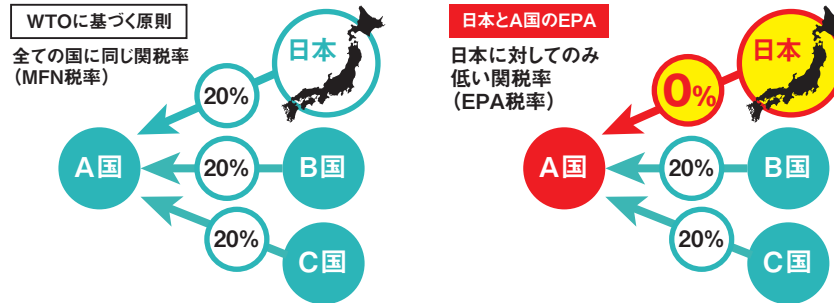 WTOに基づく原則
全ての国に同じ関税率
（MFN税率）
日本
20%
A国
20%
B国
20%
C国
日本とA国のEPA
日本に対してのみ
低い関税率
（EPA税率）
日本
0%
A国
20%
B国
20%
C国